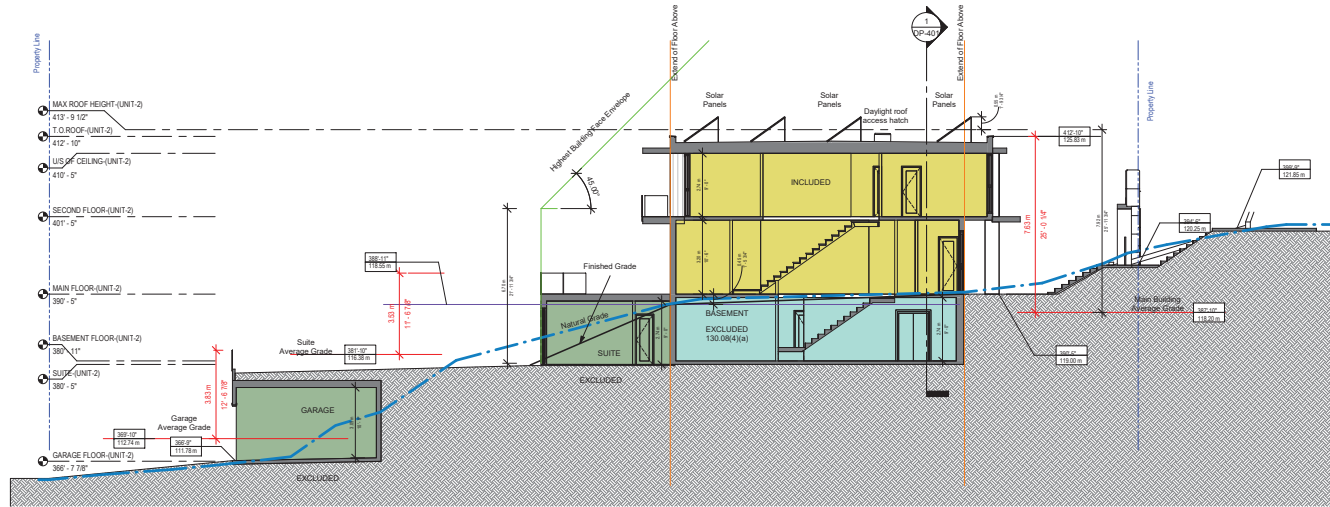 Property Line
MAX ROOF HEIGHT-(UNIT-2)
413' - 9 1/2"
T.O.ROOF-(UNIT-2)
412' - 10"
U/S OF CEILING-(UNIT-2)
410' - 5"
SECOND FLOOR-(UNIT-2)
401' - 5"
MAIN FLOOR-(UNIT-2)
390' - 5"
BASEMENT FLOOR-(UNIT-2)
380' - 11"
SUITE-(UNIT-2)
380' - 5"
GARAGE FLOOR-(UNIT-2)
366' - 7 7/8"
1
DP-401
Extend of Floor Above
Extend of Floor Above
Solar
Panels
Solar
Panels
Solar
Panels
Daylight roof
access hatch
Highest Building Face Envelope
45.00°
412'-10"
125.83 m
7.63 m
25' -0 1/4"
Property Line
121.85 m
120.25 m
INCLUDED
388'-11"
118.55 m
3.53 m
11' - 6 7/8"
Finished Grade
Natural Grade
SUITE
EXCLUDED
BASEMENT
EXCLUDED
130.08(4)(a)
Main Building
Average Grade
387'-10"
118.20 m
119.00 m
Suite
Average Grade
381'-10"
116.38 m
3.83 m
12' - 6 7/8"
GARAGE
Garage
Average Grade
369'-10"
112.74 m
366'-9"
111.78 m
EXCLUDED